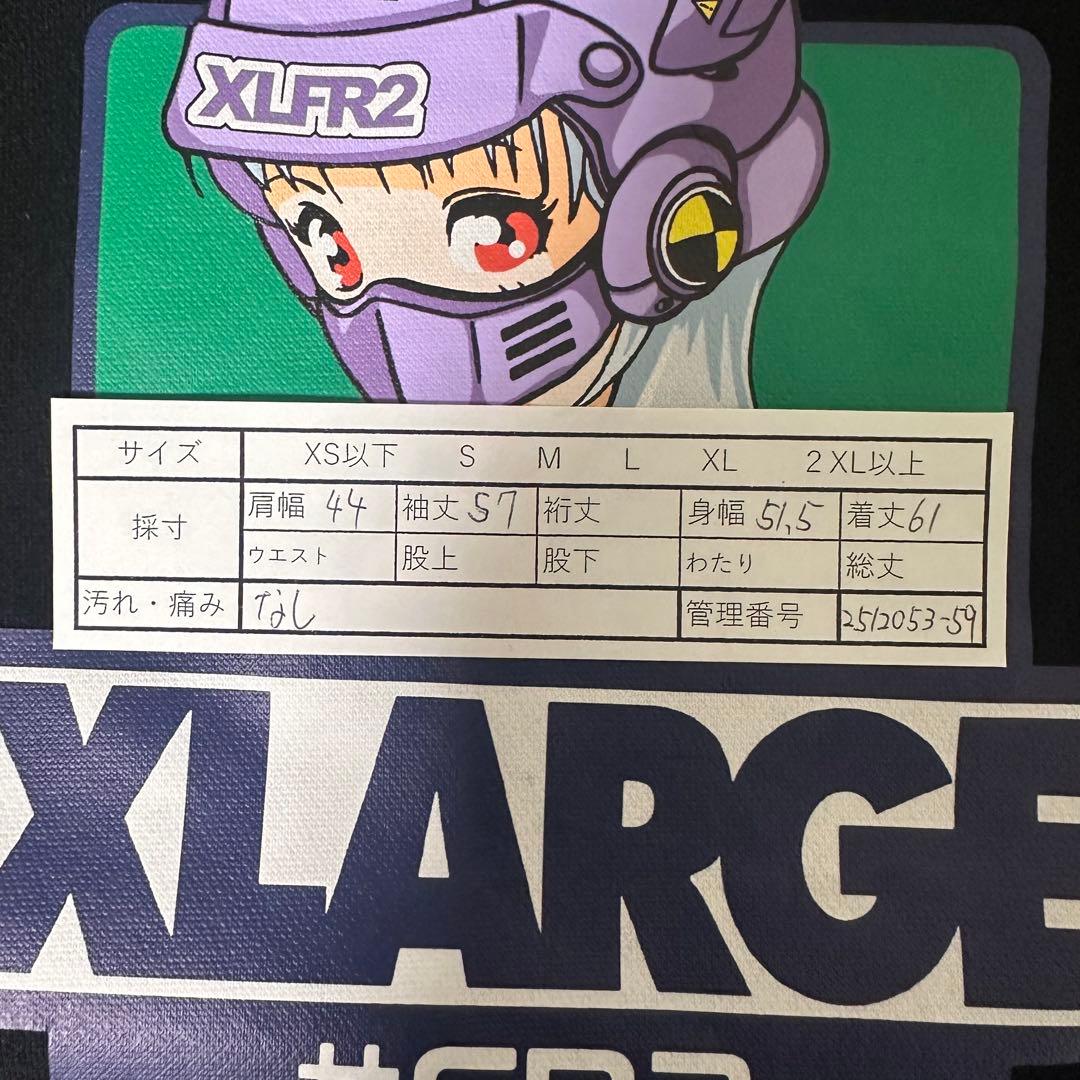 XLFR2
サイズ XS以下 S M L XL 2XL以上
採寸 肩幅 44 袖丈 57 裄丈 身幅 51,5 着丈 61
ウエスト 股上 股下 わたり 総丈
汚れ・痛み なし 管理番号 2512053-59
XLARGE
#FR2